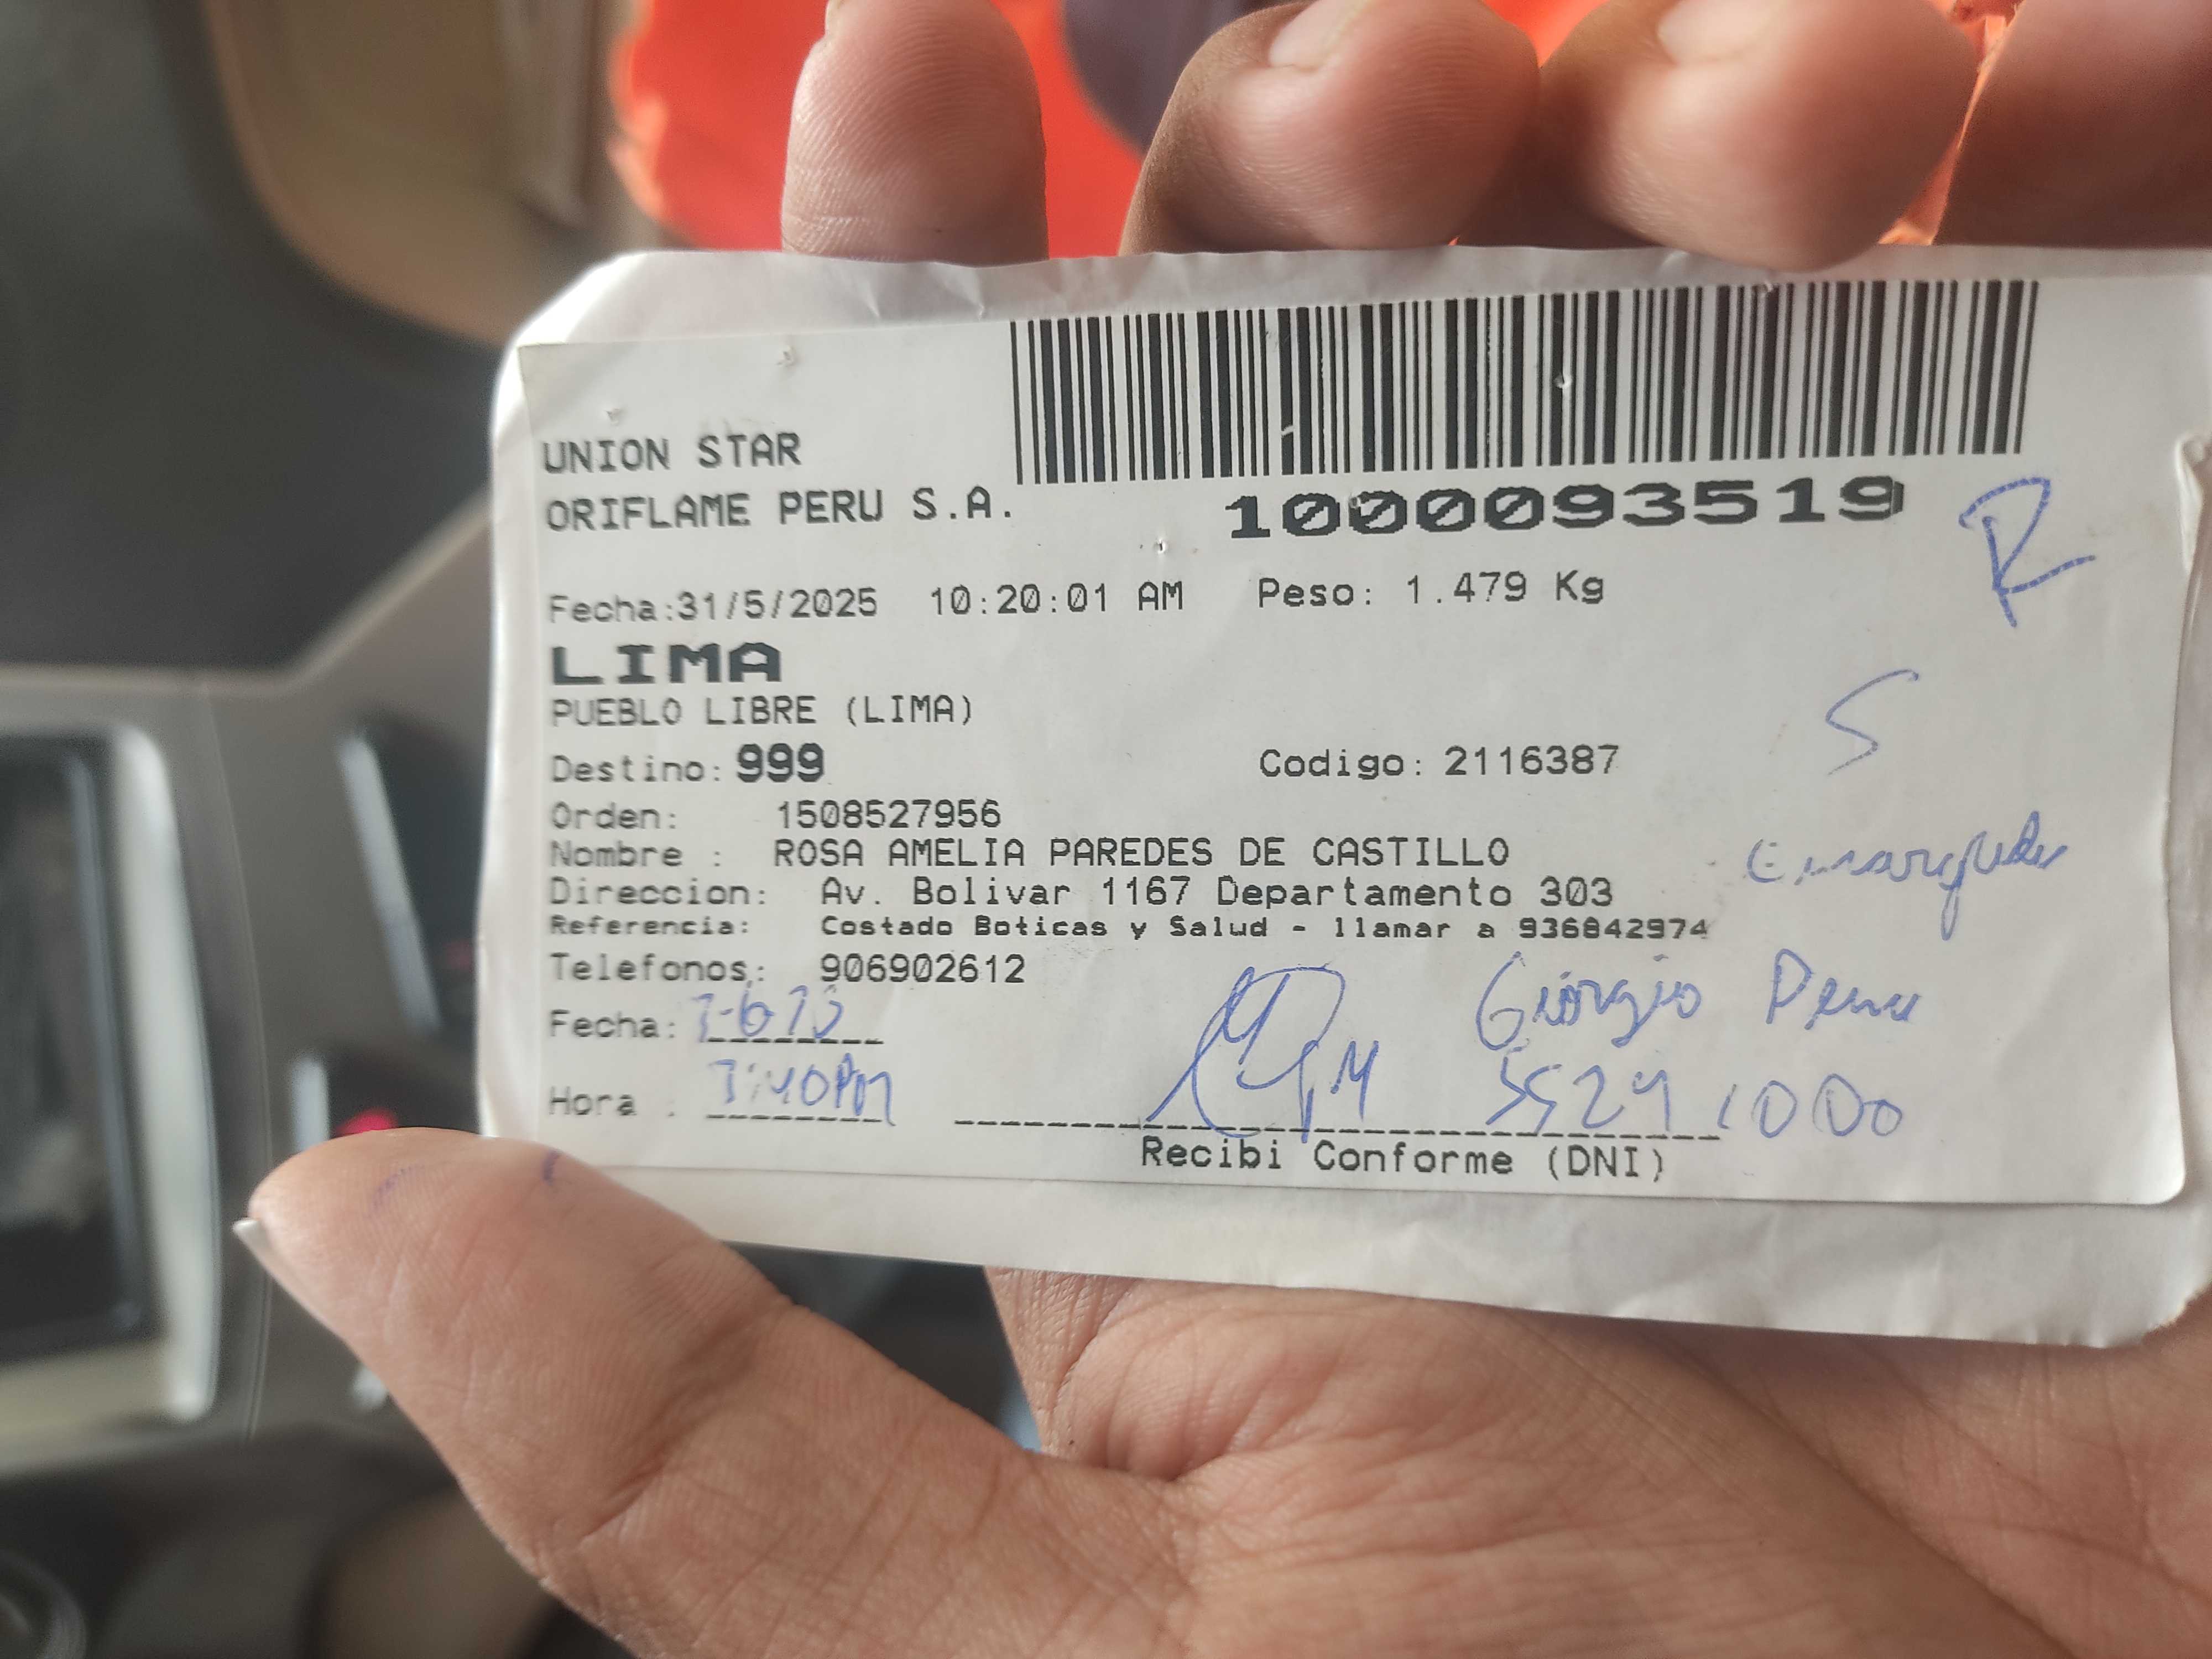 UNION STAR
ORIFLAME PERU S.A.
1000093519
R
Fecha:31/5/2025 10:20:01 AM Peso: 1.479 Kg
LIMA
PUEBLO LIBRE (LIMA)
S
Destino: 999 Codigo: 2116387
Orden: 1508527956
Nombre : ROSA AMELIA PAREDES DE CASTILLO
Direccion: Av. Bolivar 1167 Departamento 303
Referencia: Costado Boticas y Salud - llamar a 936842974
Telefonos: 906902612
Giorgio
Fecha:
Hora : :40PM
Recibi Conforme (DNI)